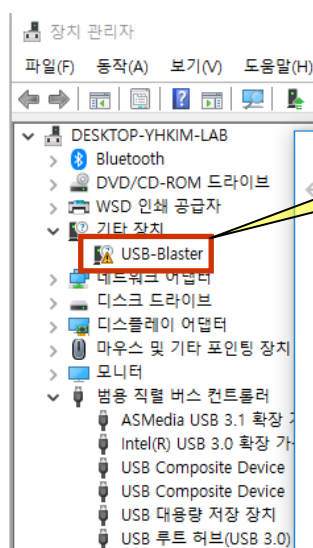 장치 관리자
파일(F) 동작(A) 보기(V) 도움말(H)
DESKTOP-YHKIM-LAB
Bluetooth
DVD/CD-ROM 드라이브
WSD 인쇄 공급자
기타 장치
USB-Blaster
네트워크 어댑터
디스크 드라이브
디스플레이 어댑터
마우스 및 기타 포인팅 장치
모니터
범용 직렬 버스 컨트롤러
ASMedia USB 3.1 확장
Intel(R) USB 3.0 확장
USB Composite Device
USB Composite Device
USB 대용량 저장 장치
USB 루트 허브(USB 3.0)